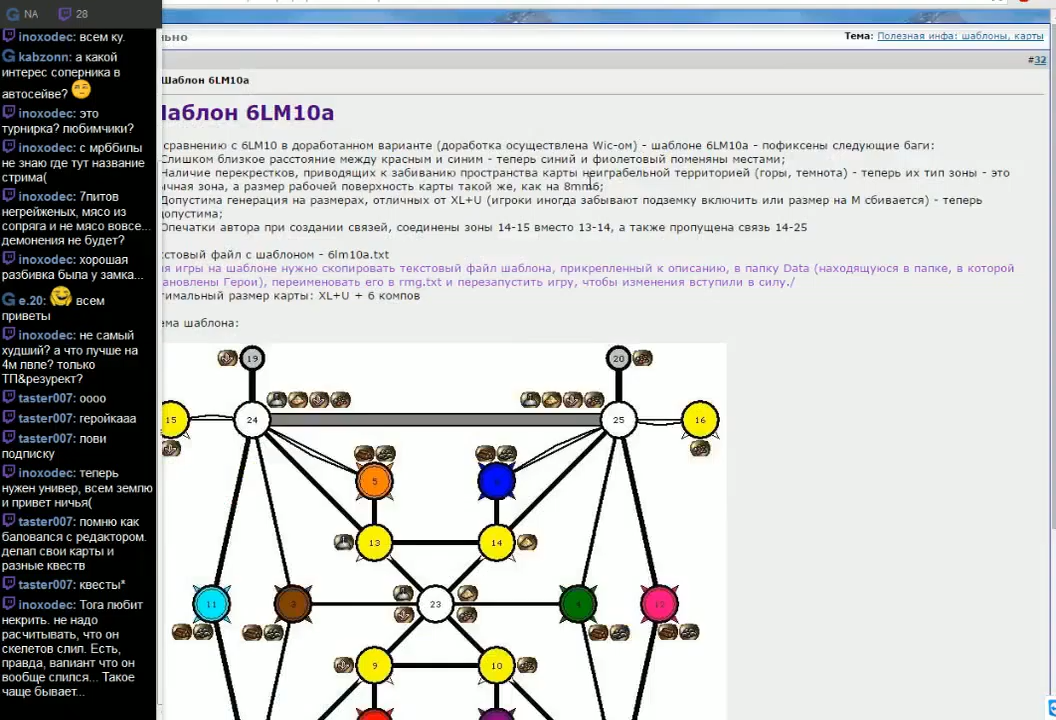 NA 28
inoxodec: всем ку.
kabzonn: а какой
интерес соперника в
автосейве?
inoxodec: это
турнирка? любимчики?
inoxodec: с мрббилы
не знаю где тут название
стрима(
inoxodec: 7питов
негрейженых, мясо из
сопряга и не мясо вовсе...
демонения не будет?
inoxodec: хорошая
разбивка была у замка...
e.20: всем
приветы
inoxodec: не самый
худший? а что лучше на
4м лвле? только
ТП&резурект?
taster007: оооо
taster007: геройкааа
taster007: лови
подписку
inoxodec: теперь
нужен универ, всем землю
и привет ничья(
taster007: помню как
баловался с редактором.
делал свои карты и
разные квеств
taster007: квесты*
inoxodec: Тога любит
некрить. не надо
расчитывать, что он
скелетов слил. Есть,
правда, вапиант что он
вообще слился... Такое
чаще бывает...
ьно
Тема: Полезная инфа: шаблоны, карты
#32
Шаблон 6LM10a
Шаблон 6LM10a
сравнению с 6LM10 в доработанном варианте (доработка осуществлена Wic-ом) - шаблоне 6LM10a - пофиксены следующие баги:
Слишком близкое расстояние между красным и синим - теперь синий и фиолетовый поменяны местами;
Наличие перекрестков, приводящих к забиванию пространства карты неиграбельной территорией (горы, темнота) - теперь их тип зоны - это
ычная зона, а размер рабочей поверхность карты такой же, как на 8mm6;
Допустима генерация на размерах, отличных от XL+U (игроки иногда забывают подземку включить или размер на М сбивается) - теперь
допустима;
Опечатки автора при создании связей, соединены зоны 14-15 вместо 13-14, а также пропущена связь 14-25
кстовый файл с шаблоном - 6lm10a.txt
я игры на шаблоне нужно скопировать текстовый файл шаблона, прикрепленный к описанию, в папку Data (находящуюся в папке, в которой
ановлены Герои), переименовать его в rmg.txt и перезапустить игру, чтобы изменения вступили в силу./
тимальный размер карты: XL+U + 6 компов
ема шаблона:
19 20
15 24 25 16
5
13 14
11 3 23 4 12
9 10